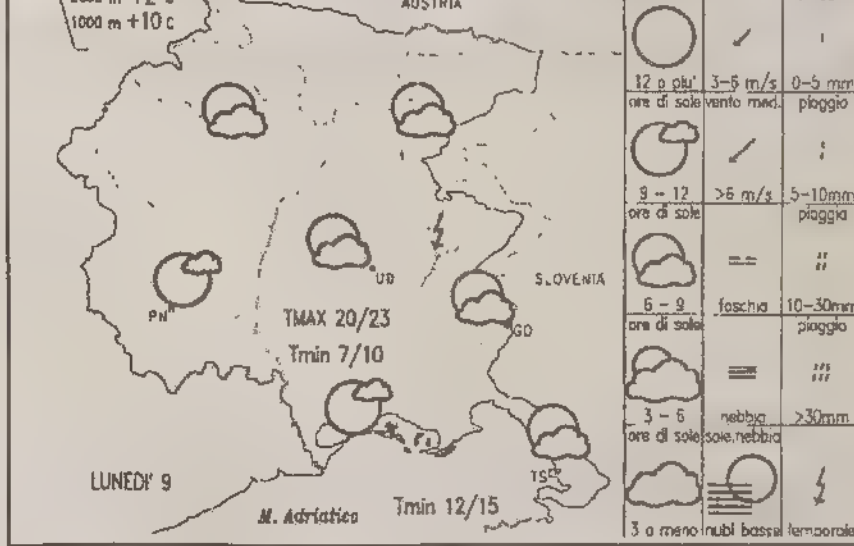 1000 m +10 c
AUSTRIA
SLOVENIA
UD
GO
PN
TMAX 20/23
Tmin 7/10
TS
LUNEDI' 9
M. Adriatico
Tmin 12/15
12 o piu' 3-6 m/s 0-5 mm
ore di sole vento med. pioggia
9 - 12 >6 m/s 5-10mm
ore di sole pioggia
6 - 9 foschia 10-30mm
ore di sole pioggia
3 - 6 nebbia >30mm
ore di sole sole, nebbia
3 o meno nubi basse temporale